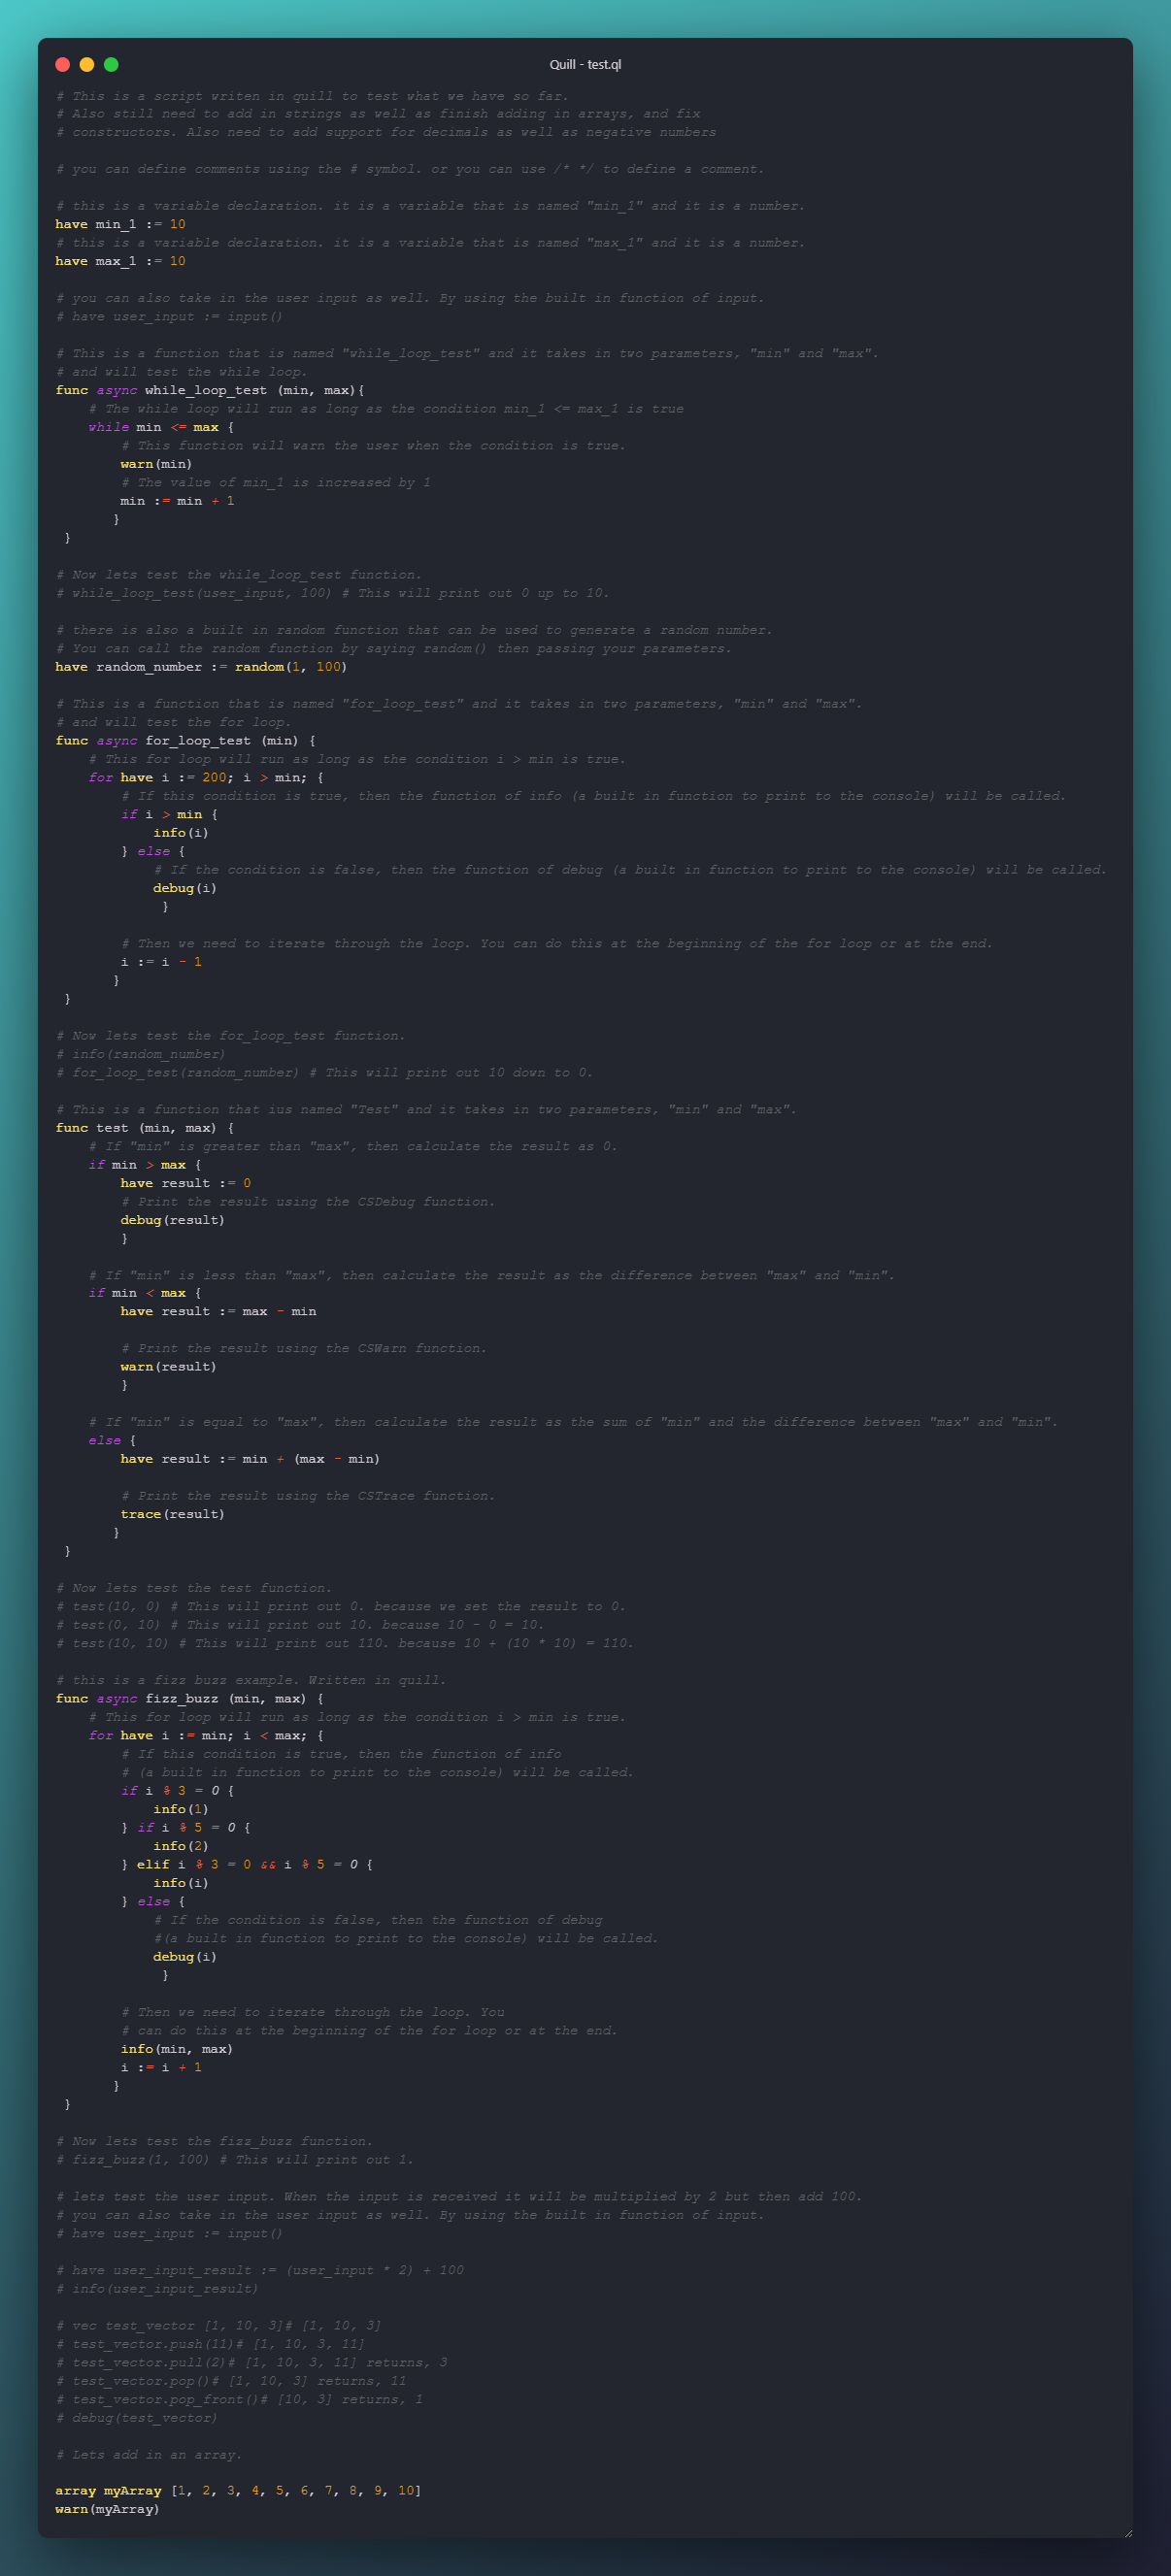 Quill - test.ql
# This is a script writen in quill to test what we have so far.
# Also still need to add in strings as well as finish adding in arrays, and fix
# constructors. Also need to add support for decimals as well as negative numbers
# you can define comments using the # symbol. or you can use /* */ to define a comment.
# this is a variable declaration. it is a variable that is named "min_1" and it is a number.
have min_1 := 10
# this is a variable declaration. it is a variable that is named "max_1" and it is a number.
have max_1 := 10
# you can also take in the user input as well. By using the built in function of input.
# have user_input := input()
# This is a function that is named "while_loop_test" and it takes in two parameters, "min" and "max".
# and will test the while loop.
func async while_loop_test (min, max){
# The while loop will run as long as the condition min_1 <= max_1 is true
while min <= max {
# This function will warn the user when the condition is true.
warn(min)
# The value of min_1 is increased by 1
min := min + 1
}
}
# Now lets test the while_loop_test function.
# while_loop_test(user_input, 100) # This will print out 0 up to 10.
# there is also a built in random function that can be used to generate a random number.
# You can call the random function by saying random() then passing your parameters.
have random_number := random(1, 100)
# This is a function that is named "for_loop_test" and it takes in two parameters, "min" and "max".
# and will test the for loop.
func async for_loop_test (min) {
# This for loop will run as long as the condition i > min is true.
for have i := 200; i > min; {
# If this condition is true, then the function of info (a built in function to print to the console) will be called.
if i > min {
info(i)
} else {
# If the condition is false, then the function of debug (a built in function to print to the console) will be called.
debug(i)
}
# Then we need to iterate through the loop. You can do this at the beginning of the for loop or at the end.
i := i - 1
}
}
# Now lets test the for_loop_test function.
# info(random_number)
# for_loop_test(random_number) # This will print out 10 down to 0.
# This is a function that ius named "Test" and it takes in two parameters, "min" and "max".
func test (min, max) {
# If "min" is greater than "max", then calculate the result as 0.
if min > max {
have result := 0
# Print the result using the CSDebug function.
debug(result)
}
# If "min" is less than "max", then calculate the result as the difference between "max" and "min".
if min < max {
have result := max - min
# Print the result using the CSWarn function.
warn(result)
}
# If "min" is equal to "max", then calculate the result as the sum of "min" and the difference between "max" and "min".
else {
have result := min + (max - min)
# Print the result using the CSTrace function.
trace(result)
}
}
# Now lets test the test function.
# test(10, 0) # This will print out 0. because we set the result to 0.
# test(0, 10) # This will print out 10. because 10 - 0 = 10.
# test(10, 10) # This will print out 110. because 10 + (10 * 10) = 110.
# this is a fizz buzz example. Written in quill.
func async fizz_buzz (min, max) {
# This for loop will run as long as the condition i > min is true.
for have i := min; i < max; {
# If this condition is true, then the function of info
# (a built in function to print to the console) will be called.
if i % 3 = 0 {
info(1)
} if i % 5 = 0 {
info(2)
} elif i % 3 = 0 && i % 5 = 0 {
info(i)
} else {
# If the condition is false, then the function of debug
#(a built in function to print to the console) will be called.
debug(i)
}
# Then we need to iterate through the loop. You
# can do this at the beginning of the for loop or at the end.
info(min, max)
i := i + 1
}
}
# Now lets test the fizz_buzz function.
# fizz_buzz(1, 100) # This will print out 1.
# lets test the user input. When the input is received it will be multiplied by 2 but then add 100.
# you can also take in the user input as well. By using the built in function of input.
# have user_input := input()
# have user_input_result := (user_input * 2) + 100
# info(user_input_result)
# vec test_vector [1, 10, 3]# [1, 10, 3]
# test_vector.push(11)# [1, 10, 3, 11]
# test_vector.pull(2)# [1, 10, 3, 11] returns, 3
# test_vector.pop()# [1, 10, 3] returns, 11
# test_vector.pop_front()# [10, 3] returns, 1
# debug(test_vector)
# Lets add in an array.
array myArray [1, 2, 3, 4, 5, 6, 7, 8, 9, 10]
warn(myArray)